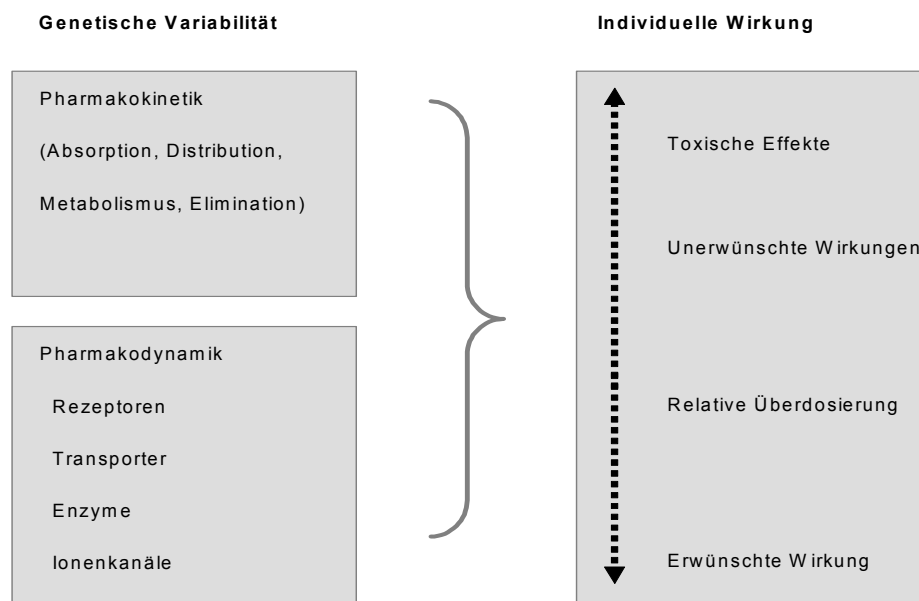 Genetische Variabilität
Pharmakokinetik
(Absorption, Distribution,
Metabolismus, Elimination)
Pharmakodynamik
Rezeptoren
Transporter
Enzyme
Ionenkanäle
Individuelle Wirkung
Toxische Effekte
Unerwünschte Wirkungen
Relative Überdosierung
Erwünschte Wirkung